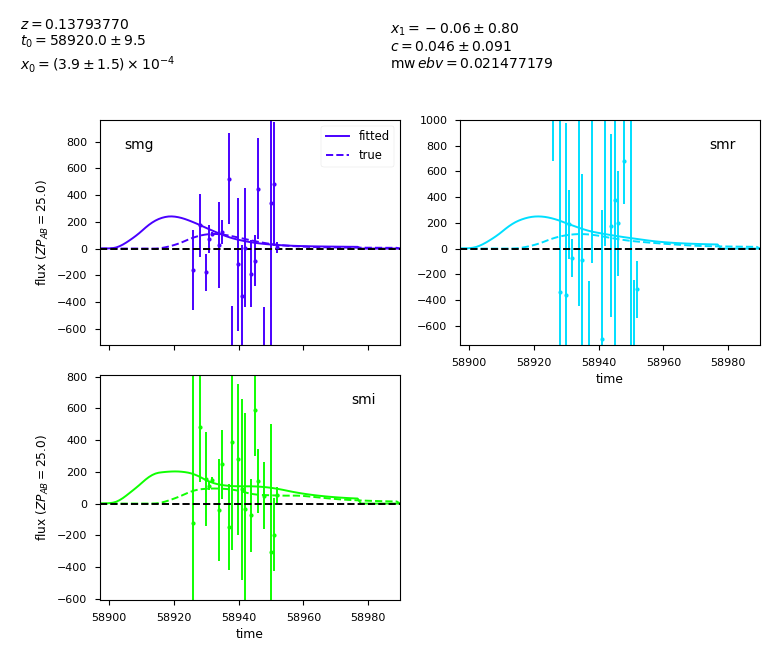 z = 0.13793770
t₀ = 58920.0 ± 9.5
x₀ = (3.9 ± 1.5) × 10⁻⁴
x₁ = −0.06 ± 0.80
c = 0.046 ± 0.091
mw ebv = 0.021477179
smg
fitted
true
800
600
400
200
0
−200
−400
−600
flux (ZP_AB = 25.0)
smr
1000
800
600
400
200
0
−200
−400
−600
58900 58920 58940 58960 58980
time
smi
800
600
400
200
0
−200
−400
−600
flux (ZP_AB = 25.0)
58900 58920 58940 58960 58980
time